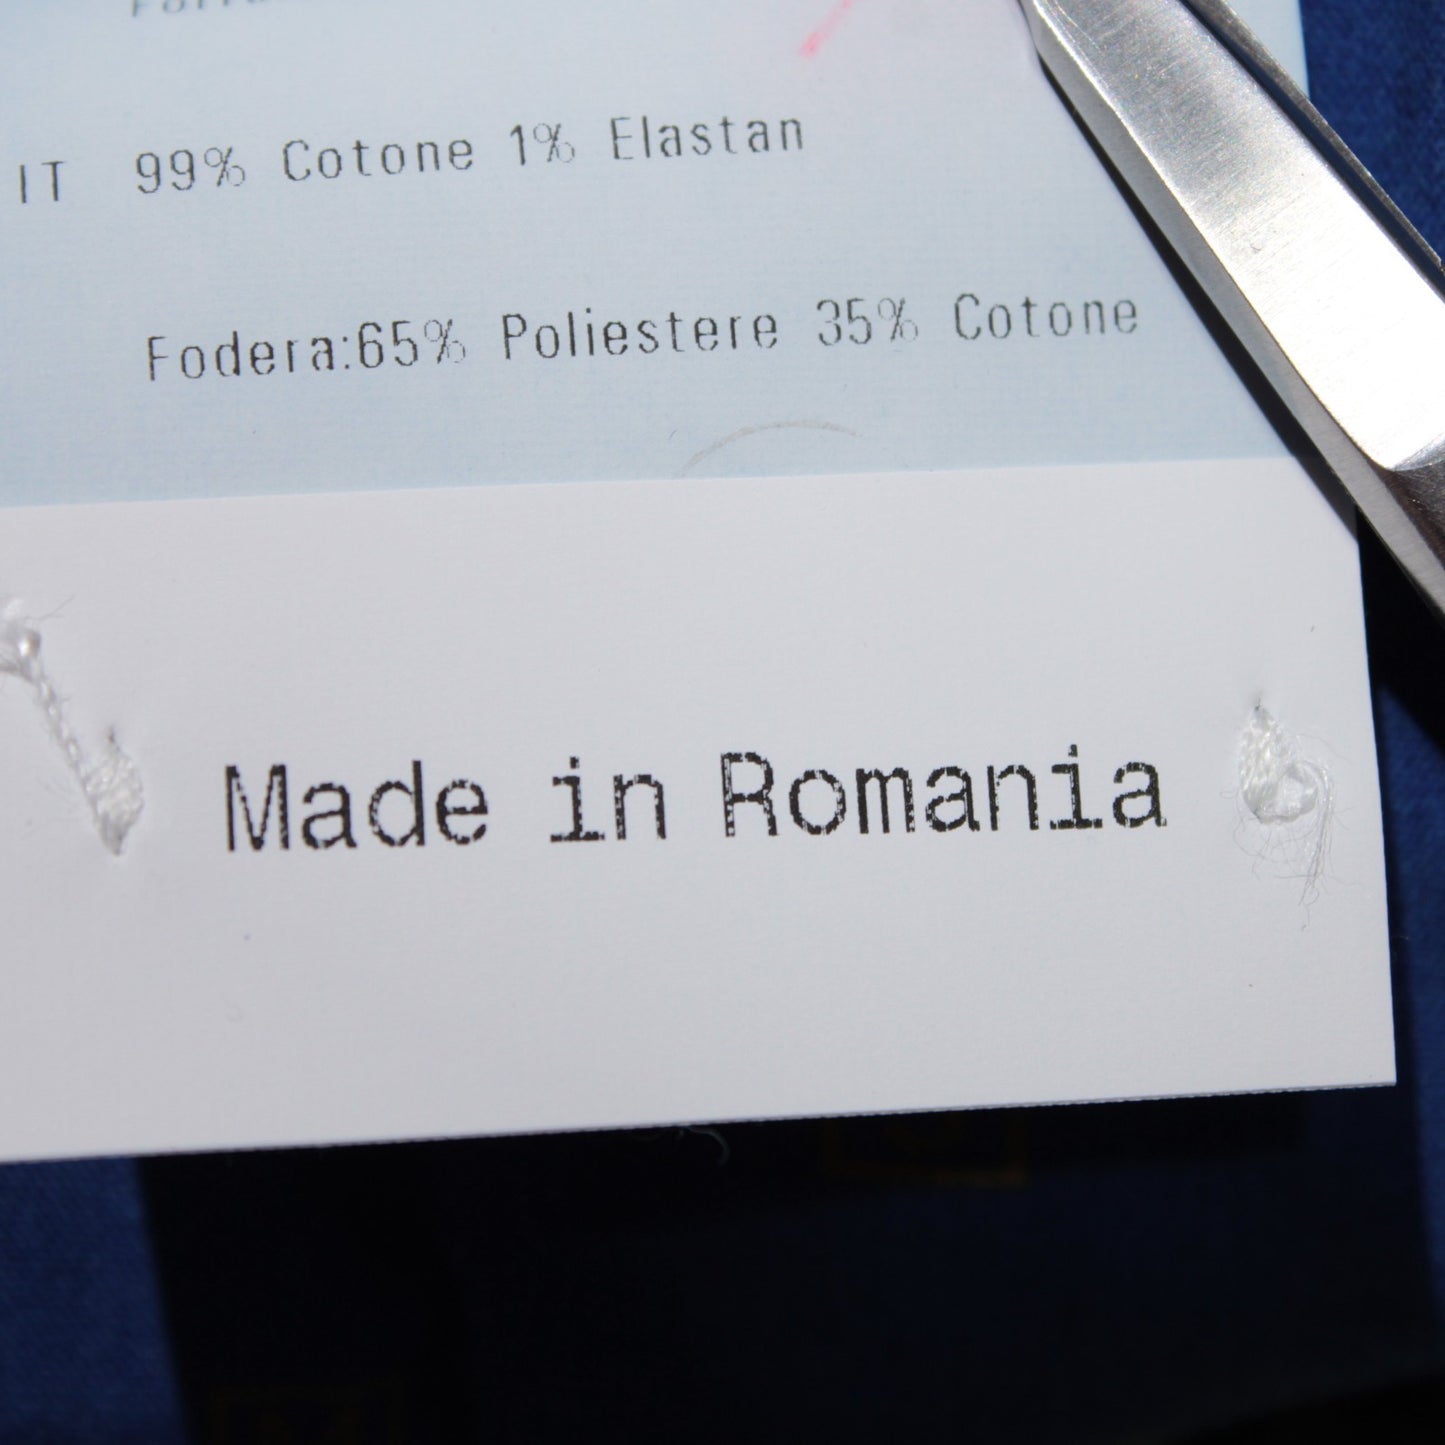 IT 99% Cotone 1% Elastan
Fodera:65% Poliestere 35% Cotone
Made in Romania